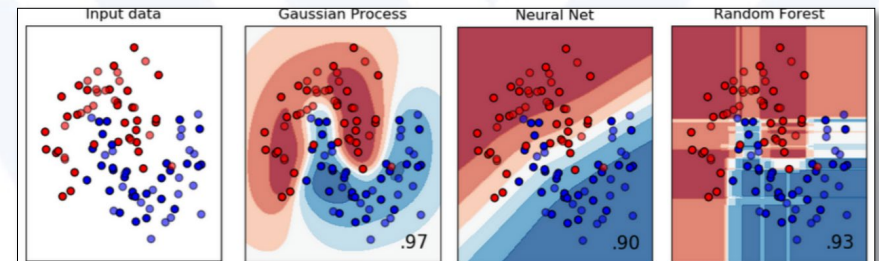 Input data
Gaussian Process
Neural Net
Random Forest
.97
.90
.93